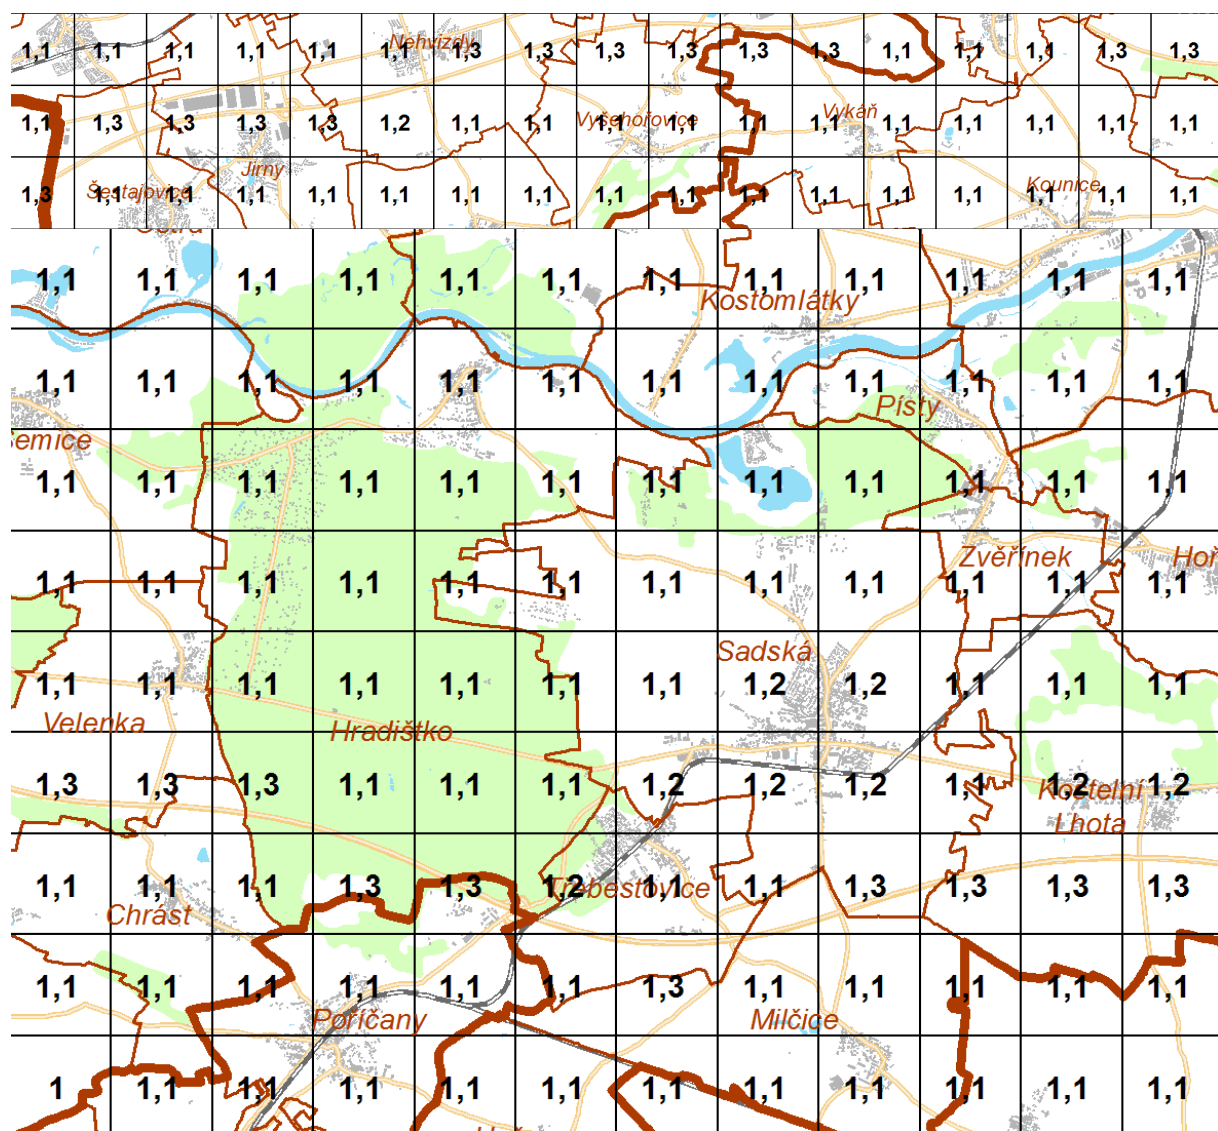 1,1 1,1 1,1 1,1 1,1 1,1 1,3 1,3 1,3 1,3 1,3 1,3 1,1 1,1 1,1 1,3 1,3
Nehvizdy
1,1 1,3 1,3 1,3 1,3 1,2 1,1 1,1 1,1 1,1 1,1 1,1 1,1 1,1 1,1 1,1 1,1
Vyšehořovice Vykáň
Jirny
1,3 1,1 1,1 1,1 1,1 1,1 1,1 1,1 1,1 1,1 1,1 1,1 1,1 1,1 1,1 1,1 1,1
Šestajovice Kounice
1,1 1,1 1,1 1,1 1,1 1,1 1,1 1,1 1,1 1,1 1,1 1,1
Kostomlátky
1,1 1,1 1,1 1,1 1,1 1,1 1,1 1,1 1,1 1,1 1,1 1,1
Písty
emice
1,1 1,1 1,1 1,1 1,1 1,1 1,1 1,1 1,1 1,1 1,1 1,1
Zvěřínek Hoř
1,1 1,1 1,1 1,1 1,1 1,1 1,1 1,1 1,1 1,1 1,1 1,1
Sadská
1,1 1,1 1,1 1,1 1,1 1,1 1,1 1,2 1,2 1,1 1,1 1,1
Velenka Hradištko
1,3 1,3 1,3 1,1 1,1 1,1 1,2 1,2 1,2 1,1 1,2 1,2
Kostelní
Lhota
1,1 1,1 1,1 1,3 1,3 1,2 1,1 1,1 1,3 1,3 1,3 1,3
Třebestovice
Chrást
1,1 1,1 1,1 1,1 1,1 1,1 1,3 1,1 1,1 1,1 1,1 1,1
Poříčany Milčice
1 1,1 1,1 1,1 1,1 1,1 1,1 1,1 1,1 1,1 1,1 1,1